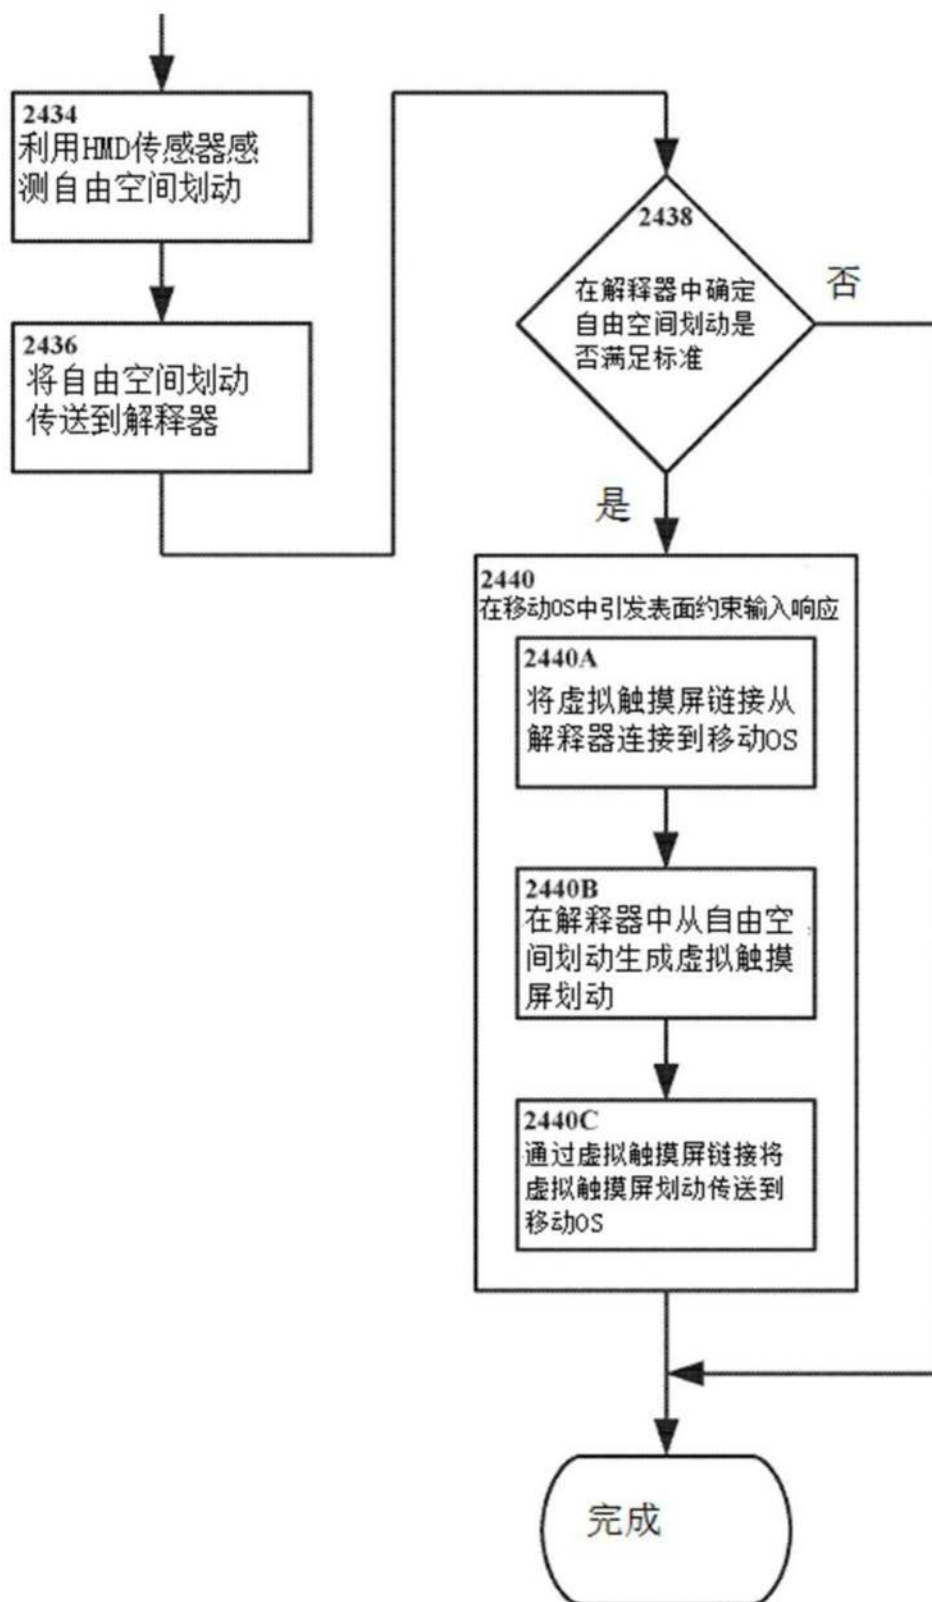 2434
利用HMD传感器感
测自由空间划动
2436
将自由空间划动
传送到解释器
2438
在解释器中确定
自由空间划动是
否满足标准
否
是
2440
在移动OS中引发表面约束输入响应
2440A
将虚拟触摸屏链接从
解释器连接到移动OS
2440B
在解释器中从自由空
间划动生成虚拟触摸
屏划动
2440C
通过虚拟触摸屏链接将
虚拟触摸屏划动传送到
移动OS
完成